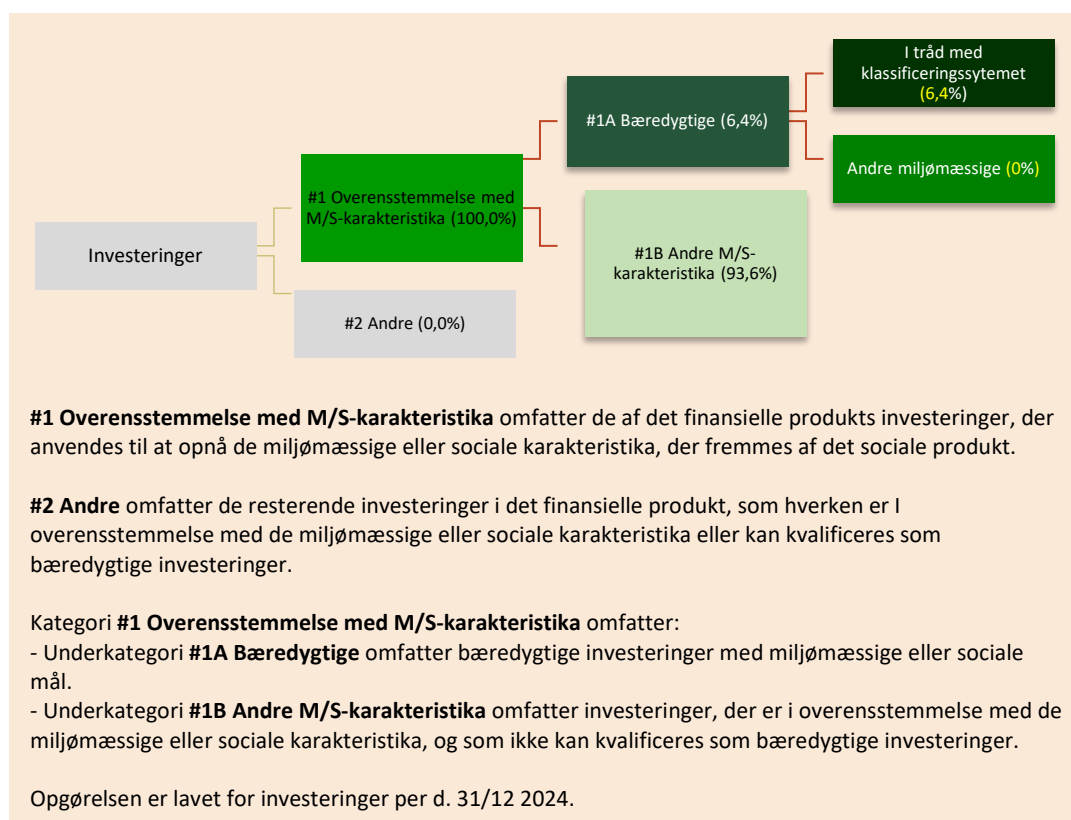 I tråd med
klassificeringssytemet
(6,4%)
#1A Bæredygtige (6,4%)
Andre miljømæssige (0%)
#1 Overensstemmelse med
M/S-karakteristika (100,0%)
Investeringer
#1B Andre M/S-
karakteristika (93,6%)
#2 Andre (0,0%)
#1 Overensstemmelse med M/S-karakteristika omfatter de af det finansielle produkts investeringer, der
anvendes til at opnå de miljømæssige eller sociale karakteristika, der fremmes af det sociale produkt.
#2 Andre omfatter de resterende investeringer i det finansielle produkt, som hverken er I
overensstemmelse med de miljømæssige eller sociale karakteristika eller kan kvalificeres som
bæredygtige investeringer.
Kategori #1 Overensstemmelse med M/S-karakteristika omfatter:
- Underkategori #1A Bæredygtige omfatter bæredygtige investeringer med miljømæssige eller sociale
mål.
- Underkategori #1B Andre M/S-karakteristika omfatter investeringer, der er i overensstemmelse med de
miljømæssige eller sociale karakteristika, og som ikke kan kvalificeres som bæredygtige investeringer.
Opgørelsen er lavet for investeringer per d. 31/12 2024.